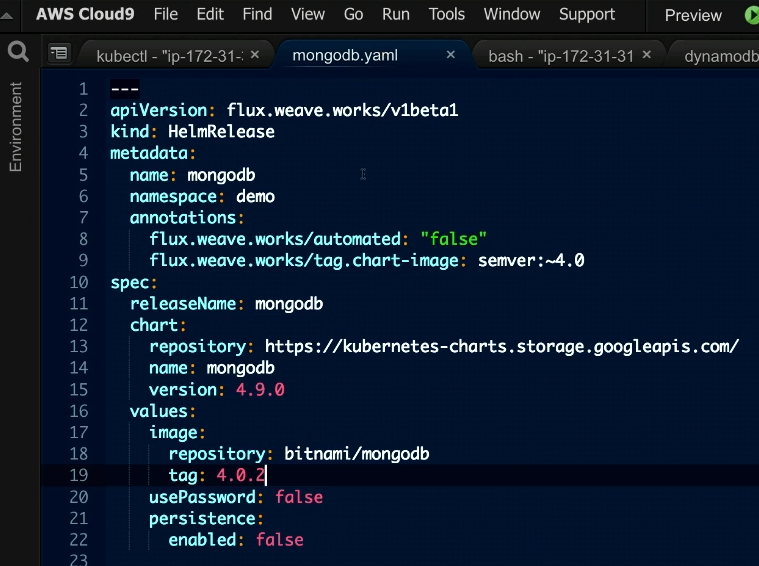 AWS Cloud9 File Edit Find View Go Run Tools Window Support Preview
kubectl - "ip-172-31-: × mongodb.yaml × bash - "ip-172-31-31 × dynamodb
Environment
1 ---
2 apiVersion: flux.weave.works/v1beta1
3 kind: HelmRelease
4 metadata:
5   name: mongodb
6   namespace: demo
7   annotations:
8     flux.weave.works/automated: "false"
9     flux.weave.works/tag.chart-image: semver:~4.0
10 spec:
11   releaseName: mongodb
12   chart:
13     repository: https://kubernetes-charts.storage.googleapis.com/
14     name: mongodb
15     version: 4.9.0
16   values:
17     image:
18       repository: bitnami/mongodb
19       tag: 4.0.2
20     usePassword: false
21     persistence:
22       enabled: false
23